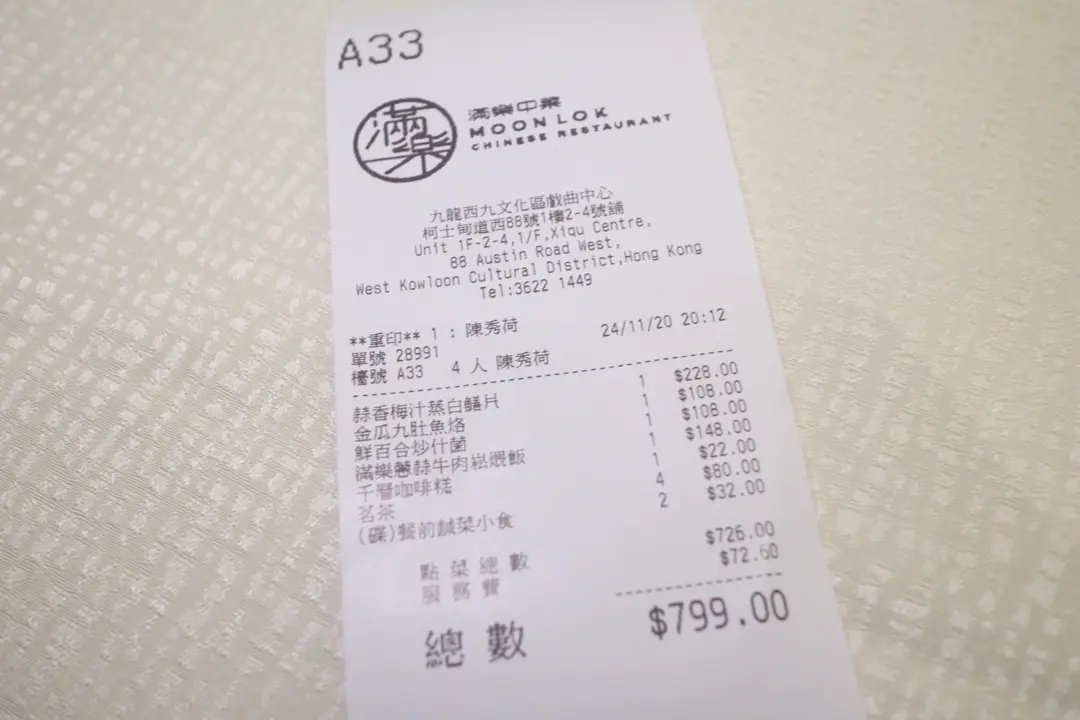 A33
滿樂
滿樂中菜
MOON LOK
CHINESE RESTAURANT
九龍西九文化區戲曲中心
柯士甸道西88號1樓2-4號舖
Unit 1F-2-4,1/F,Xiqu Centre,
88 Austin Road West,
West Kowloon Cultural District,Hong Kong
Tel:3622 1449
**重印** 1 : 陳秀荷 24/11/20 20:12
單號 28991
檯號 A33 4 人 陳秀荷
蒜香梅汁蒸白鱔片 1 $228.00
金瓜九肚魚烙 1 $108.00
鮮百合炒什菌 1 $108.00
滿樂蔥蒜牛肉崧煨飯 1 $148.00
千層咖啡糕 1 $22.00
茗茶 4 $80.00
(碟)餐前鹹菜小食 2 $32.00
點菜總數 $726.00
服務費 $72.60
總數 $799.00